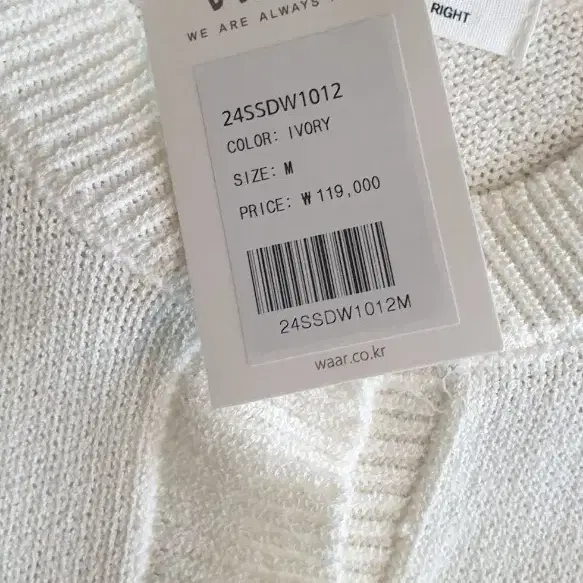 WE ARE ALWAYS
RIGHT
24SSDW1012
COLOR: IVORY
SIZE: M
PRICE: ₩119,000
24SSDW1012M
waar.co.kr